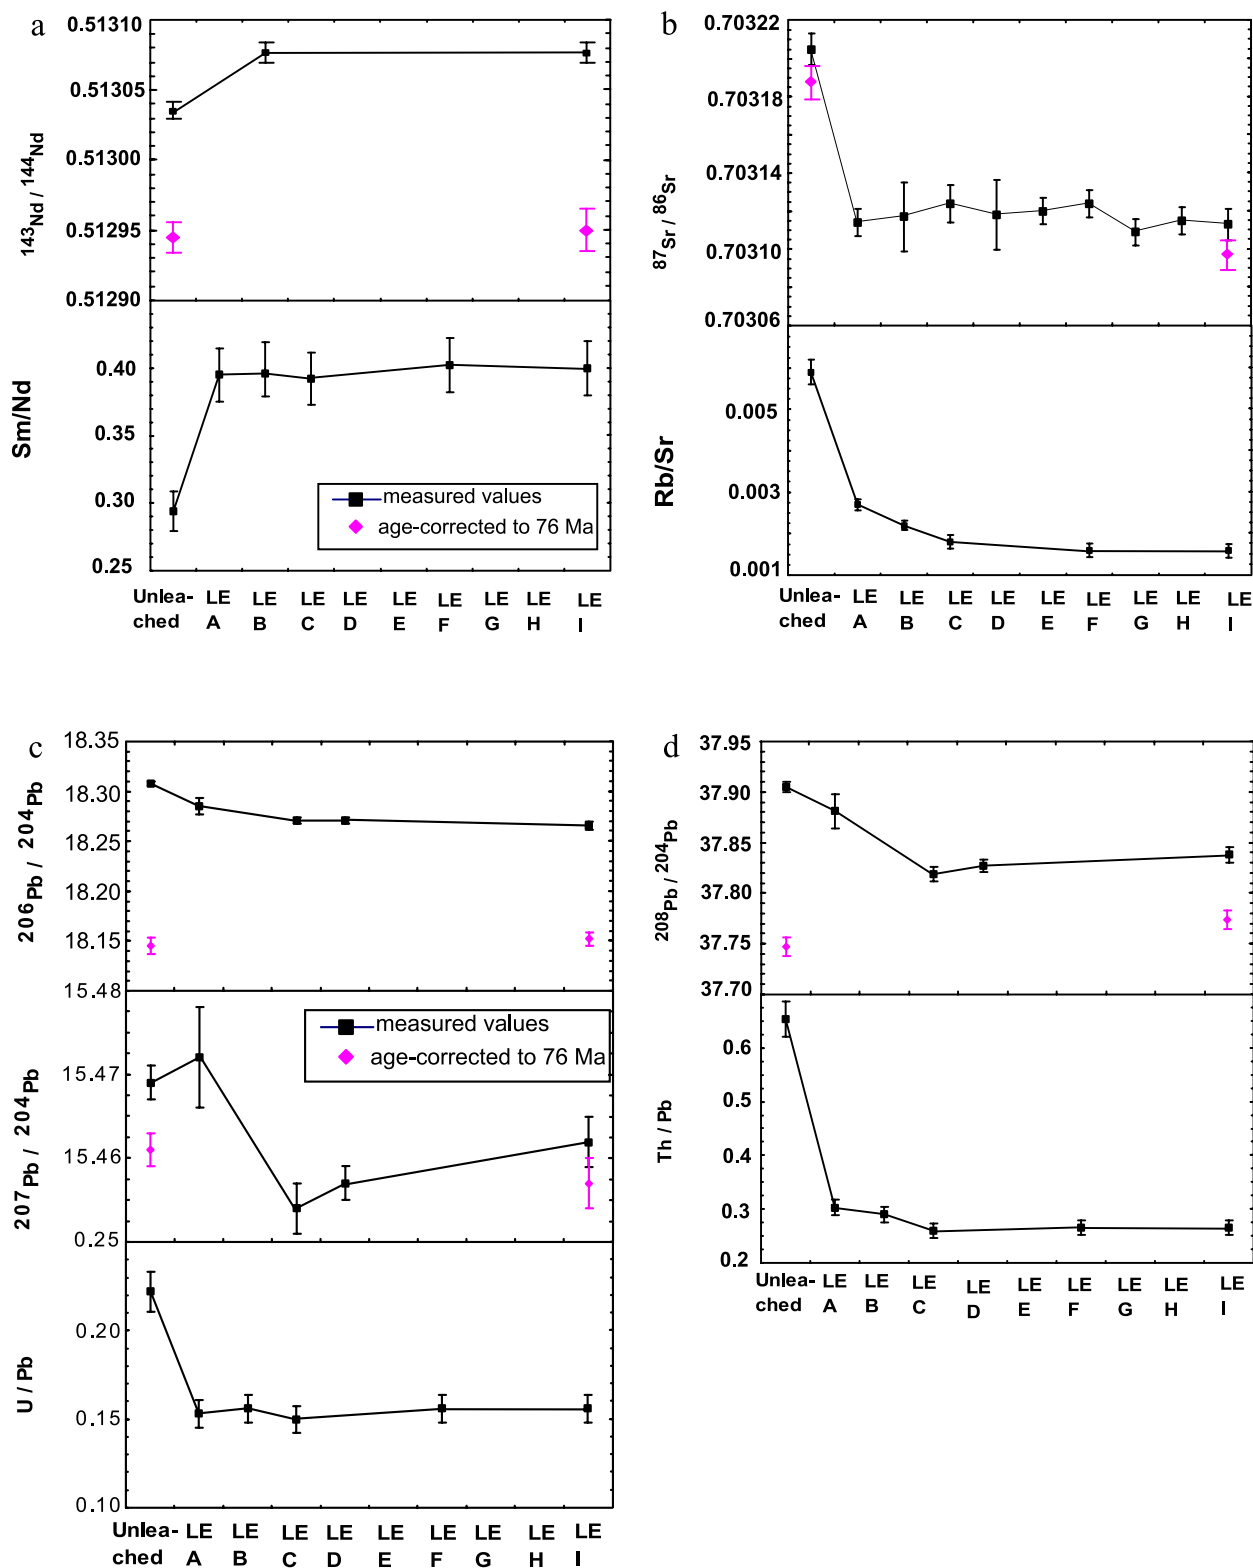 a
0.51310
0.51305
0.51300
0.51295
0.51290
143Nd / 144Nd
0.40
0.35
0.30
0.25
Sm/Nd
measured values
age-corrected to 76 Ma
Unlea- LE LE LE LE LE LE LE LE LE
ched A B C D E F G H I
b
0.70322
0.70318
0.70314
0.70310
0.70306
87Sr / 86Sr
0.005
0.003
0.001
Rb/Sr
Unlea- LE LE LE LE LE LE LE LE LE
ched A B C D E F G H I
c
18.35
18.30
18.26
18.20
18.15
15.48
206Pb / 204Pb
15.47
15.46
0.25
207Pb / 204Pb
measured values
age-corrected to 76 Ma
0.20
0.15
0.10
U / Pb
Unlea- LE LE LE LE LE LE LE LE LE
ched A B C D E F G H I
d
37.95
37.90
37.85
37.80
37.75
37.70
208Pb / 204Pb
0.6
0.5
0.4
0.3
0.2
Th / Pb
Unlea- LE LE LE LE LE LE LE LE LE
ched A B C D E F G H I